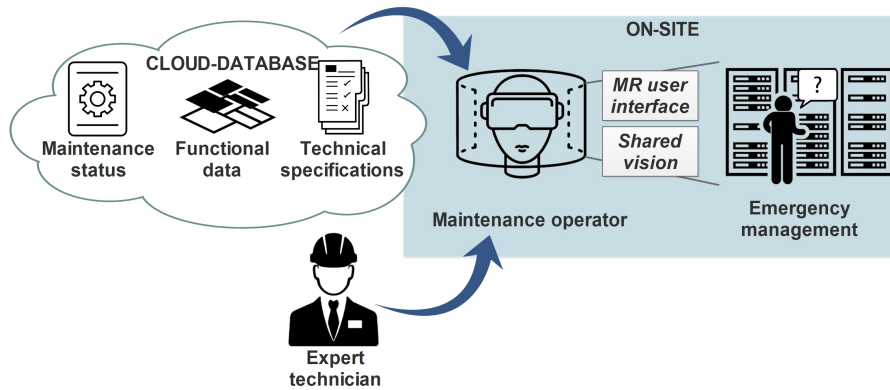 CLOUD-DATABASE
Maintenance
status
Functional
data
Technical
specifications
ON-SITE
MR user
interface
Shared
vision
?
Maintenance operator
Emergency
management
Expert
technician